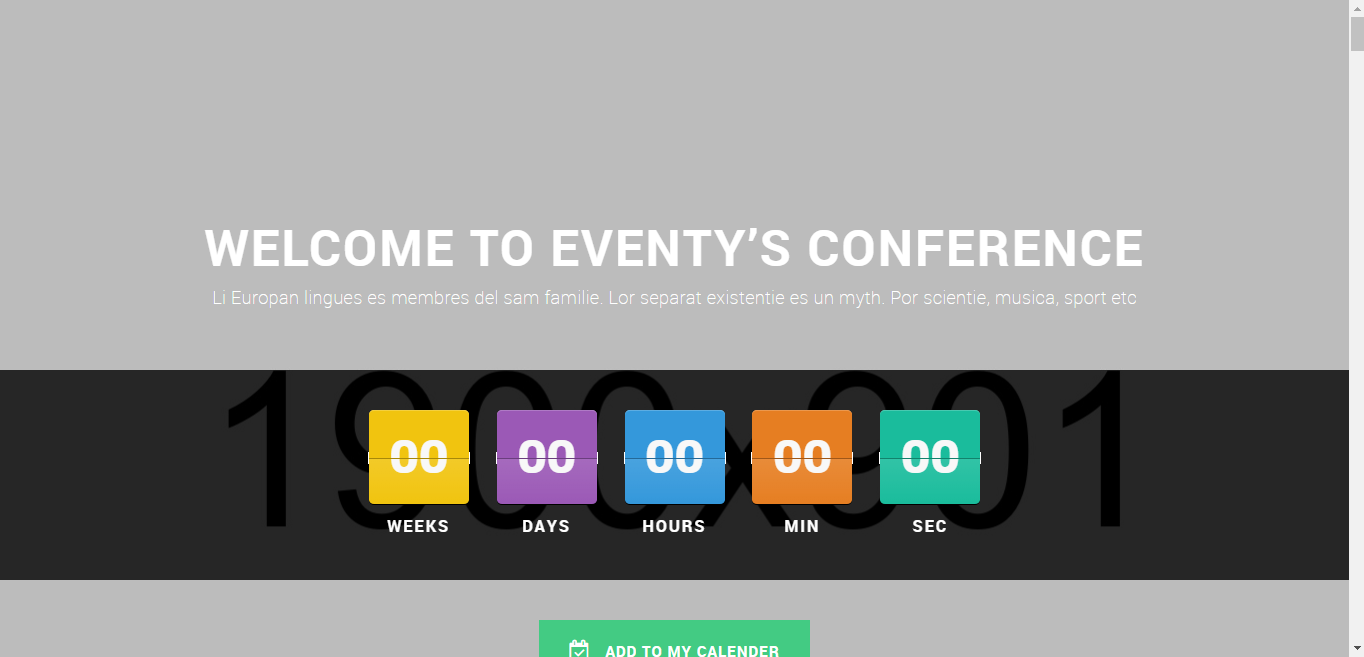 WELCOME TO EVENTY’S CONFERENCE
Li Europan lingues es membres del sam familie. Lor separat existentie es un myth. Por scientie, musica, sport etc
1900x901
00 00 00 00 00
WEEKS DAYS HOURS MIN SEC
ADD TO MY CALENDER